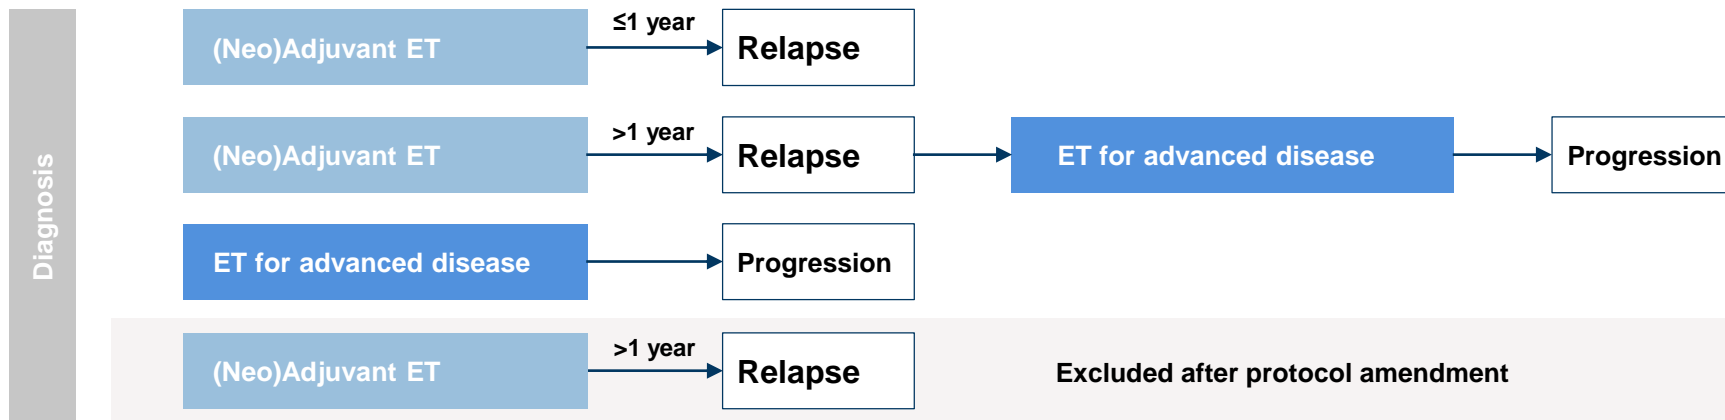 Diagnosis
(Neo)Adjuvant ET
≤1 year
Relapse
(Neo)Adjuvant ET
>1 year
Relapse
ET for advanced disease
Progression
ET for advanced disease
Progression
(Neo)Adjuvant ET
>1 year
Relapse
Excluded after protocol amendment